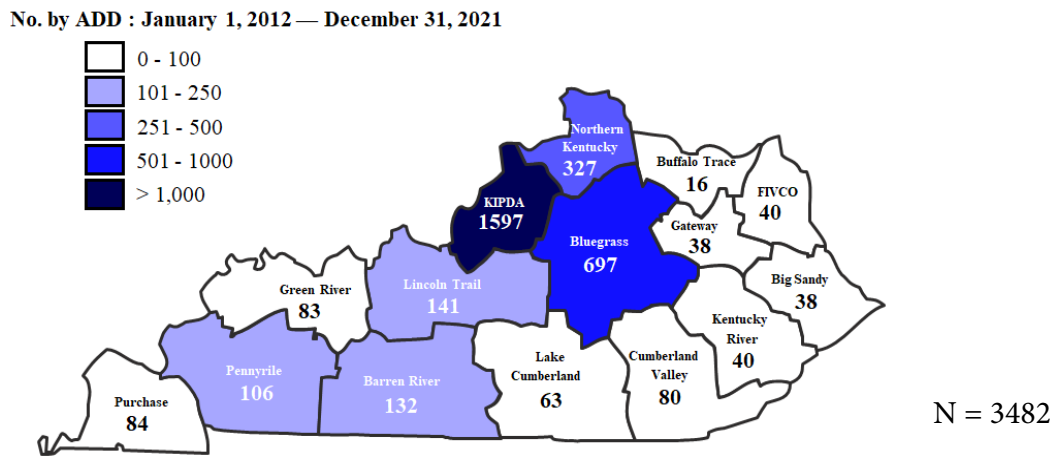 No. by ADD : January 1, 2012 — December 31, 2021
0 - 100
101 - 250
251 - 500
501 - 1000
> 1,000
Northern
Kentucky
327
Buffalo Trace
16
FIVCO
40
KIPDA
1597
Gateway
38
Bluegrass
697
Big Sandy
38
Green River
83
Lincoln Trail
141
Kentucky
River
40
Lake
Cumberland
63
Cumberland
Valley
80
Pennyrile
106
Barren River
132
Purchase
84
N = 3482